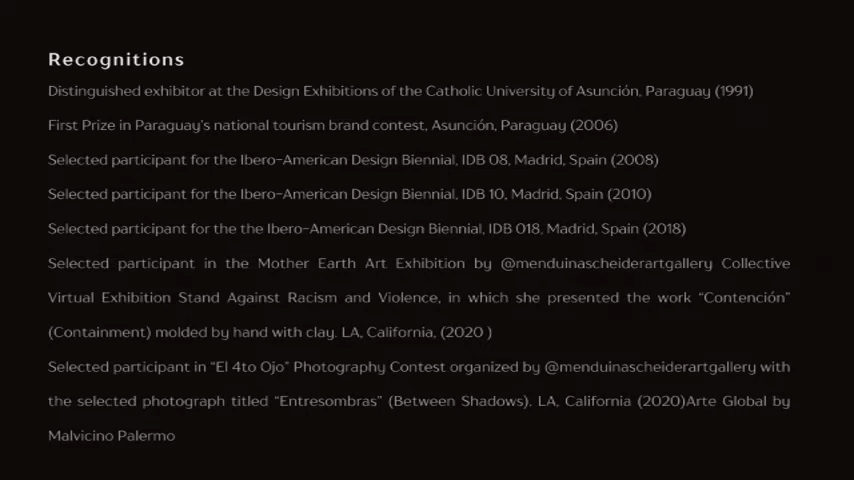 Recognitions
Distinguished exhibitor at the Design Exhibitions of the Catholic University of Asunción, Paraguay (1991)
First Prize in Paraguay's national tourism brand contest, Asunción, Paraguay (2006)
Selected participant for the Ibero-American Design Biennial, IDB 08, Madrid, Spain (2008)
Selected participant for the Ibero-American Design Biennial, IDB 10, Madrid, Spain (2010)
Selected participant for the the Ibero-American Design Biennial, IDB 018, Madrid, Spain (2018)
Selected participant in the Mother Earth Art Exhibition by @menduinascheiderartgallery Collective
Virtual Exhibition Stand Against Racism and Violence, in which she presented the work “Contención”
(Containment) molded by hand with clay. LA, California, (2020 )
Selected participant in “El 4to Ojo” Photography Contest organized by @menduinascheiderartgallery with
the selected photograph titled “Entresombras” (Between Shadows). LA, California (2020)Arte Global by
Malvicino Palermo